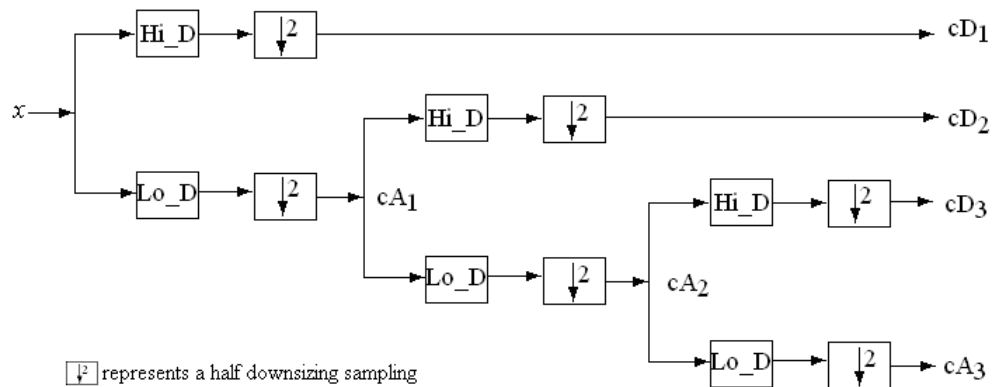 Hi_D
2
cD1
x
Hi_D
2
cD2
Lo_D
2
cA1
Hi_D
2
cD3
Lo_D
2
cA2
Lo_D
2
cA3
2 represents a half downsizing sampling